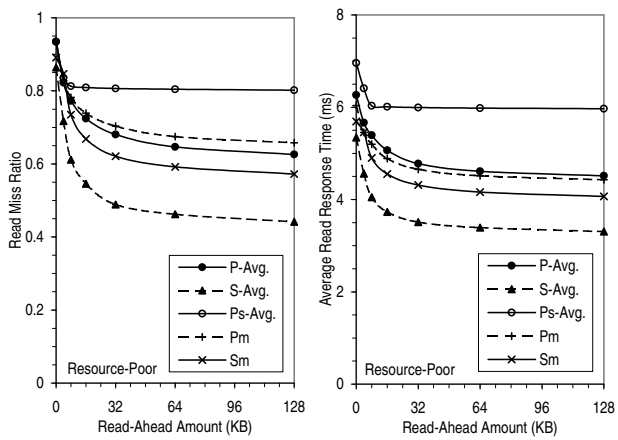 1
0.8
0.6
0.4
0.2
0
Read Miss Ratio
P-Avg.
S-Avg.
Ps-Avg.
Pm
Sm
Resource-Poor
0 32 64 96 128
Read-Ahead Amount (KB)
8
6
4
2
0
Average Read Response Time (ms)
P-Avg.
S-Avg.
Ps-Avg.
Pm
Sm
Resource-Poor
0 32 64 96 128
Read-Ahead Amount (KB)